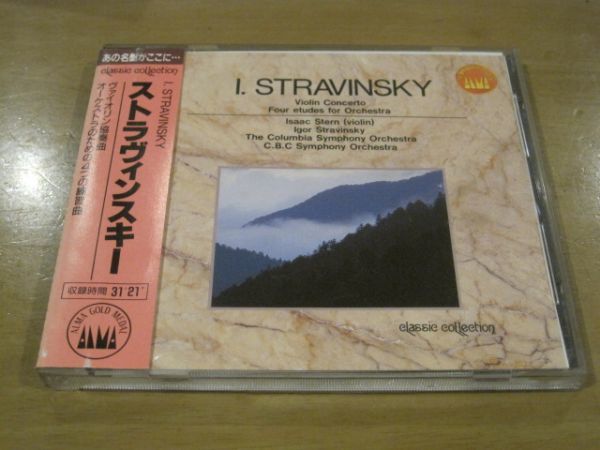 あの名盤がここに…
classic collection
I. STRAVINSKY
ストラヴィンスキー
ヴァイオリン協奏曲
オーケストラのための4つの練習曲
収録時間 31'21"
ALMA GOLD MEDAL
ALMA
I. STRAVINSKY
Violin Concerto
Four etudes for Orchestra
Isaac Stern (violin)
Igor Stravinsky
The Columbia Symphony Orchestra
C.B.C Symphony Orchestra
classic collection